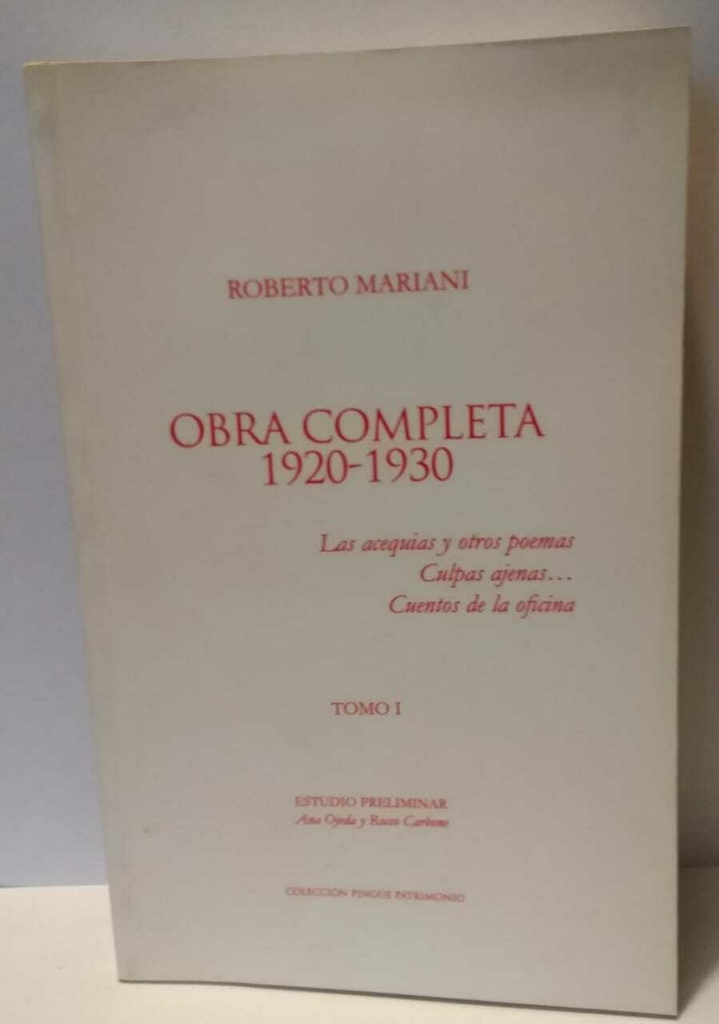 ROBERTO MARIANI
OBRA COMPLETA
1920-1930
Las acequias y otros poemas
Culpas ajenas...
Cuentos de la oficina
TOMO I
ESTUDIO PRELIMINAR
Ana Ojeda y Rocco Carbone
COLECCIÓN PINGÜE PATRIMONIO